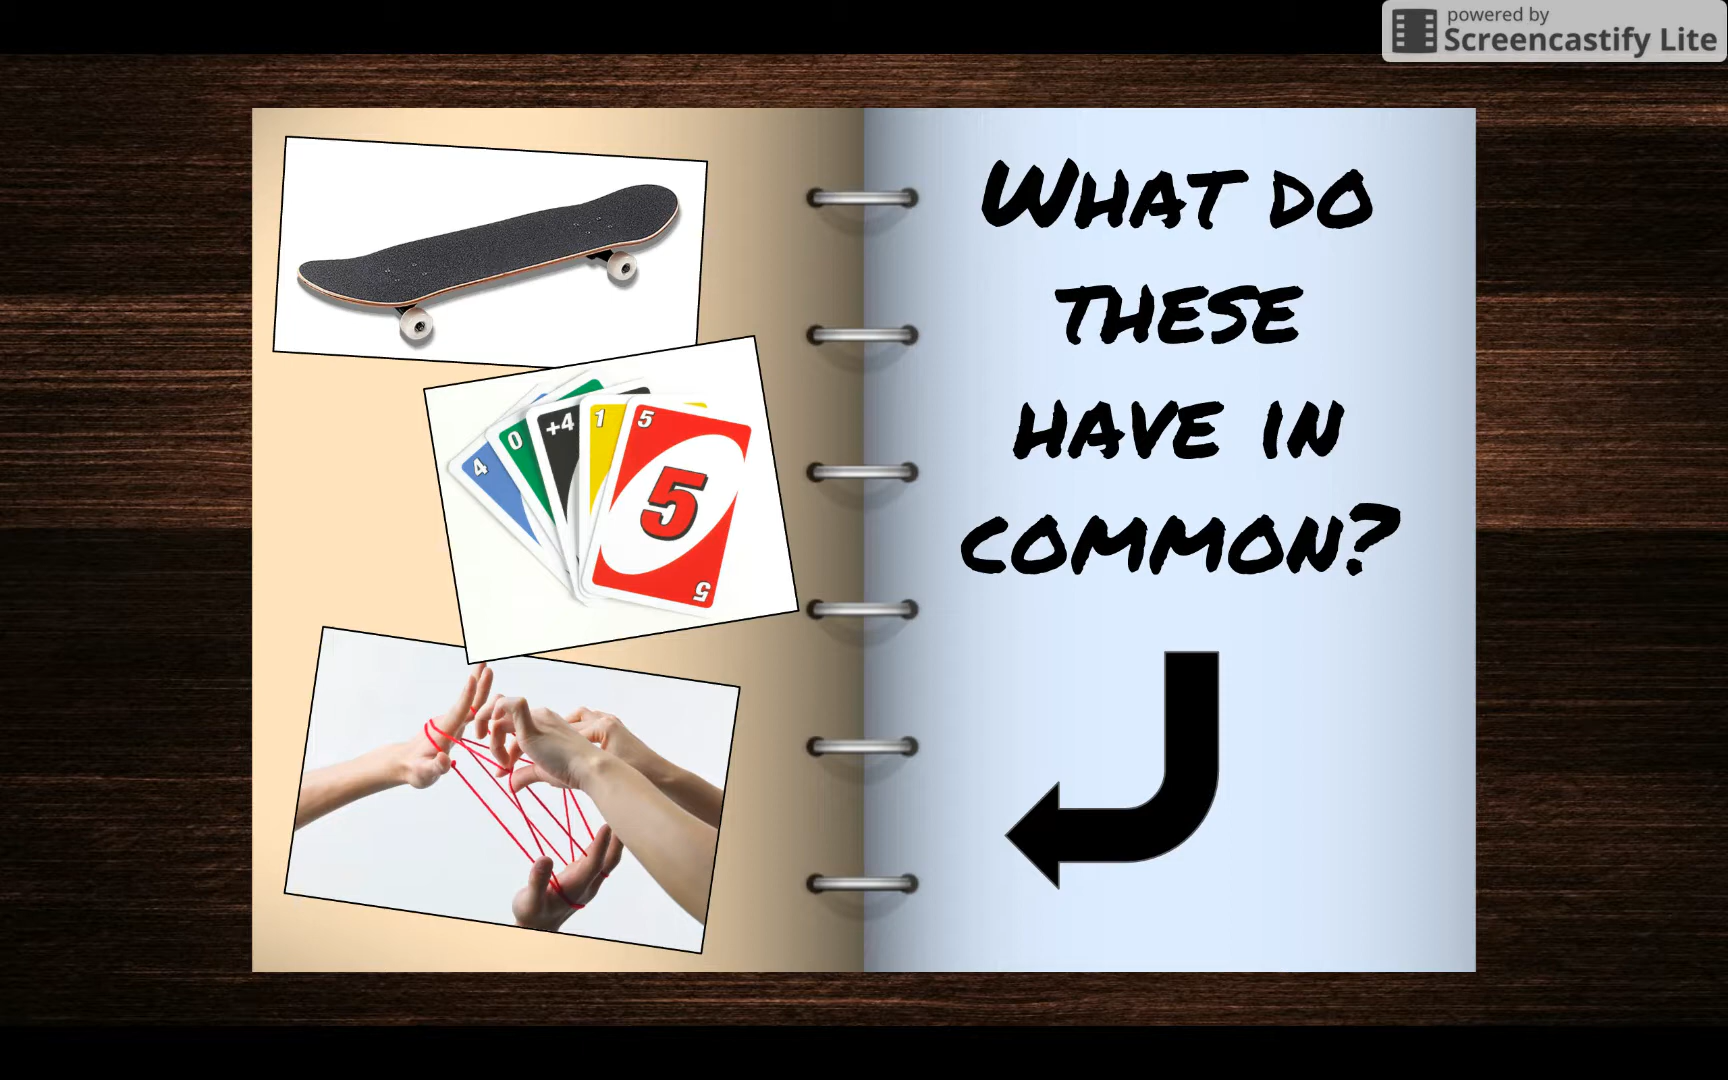 powered by
Screencastify Lite
WHAT DO
THESE
HAVE IN
COMMON?
4
0
+4
1
5
5
5